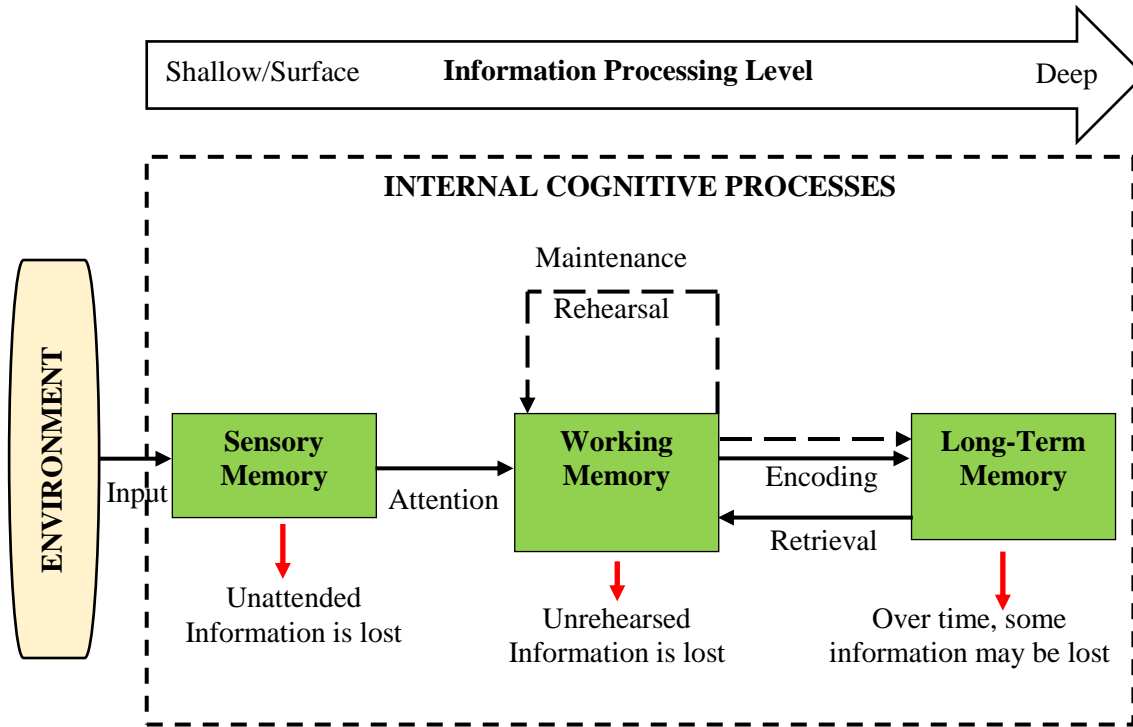 Shallow/Surface Information Processing Level Deep
INTERNAL COGNITIVE PROCESSES
Maintenance
Rehearsal
ENVIRONMENT
Input
Sensory
Memory
Attention
Working
Memory
Encoding
Retrieval
Long-Term
Memory
Unattended
Information is lost
Unrehearsed
Information is lost
Over time, some
information may be lost